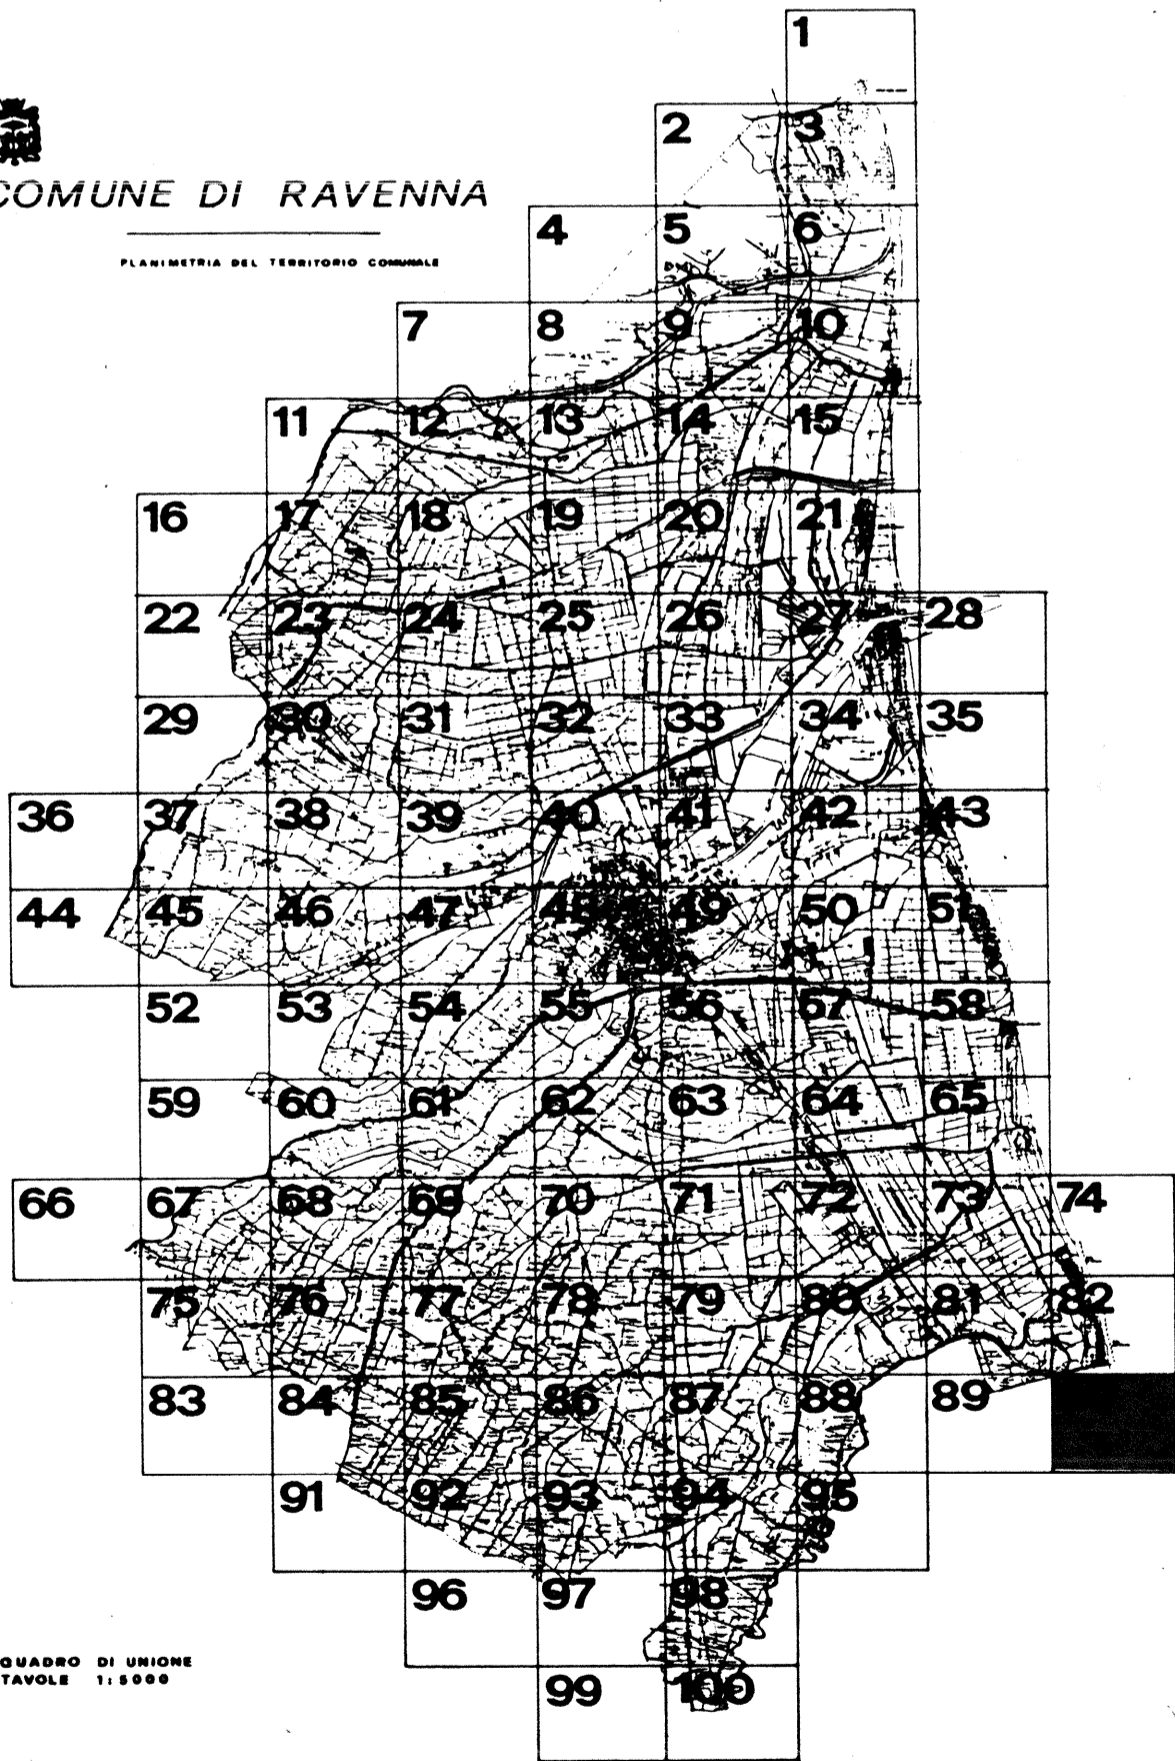 1
2 3
COMUNE DI RAVENNA
4 5 6
PLANIMETRIA DEL TERRITORIO COMUNALE
7 8 9 10
11 12 13 14 15
16 17 18 19 20 21
22 23 24 25 26 27 28
29 30 31 32 33 34 35
36 37 38 39 40 41 42 43
44 45 46 47 48 49 50 51
52 53 54 55 56 57 58
59 60 61 62 63 64 65
66 67 68 69 70 71 72 73 74
75 76 77 78 79 80 81 82
83 84 85 86 87 88 89
91 92 93 94 95
96 97 98
QUADRO DI UNIONE
TAVOLE 1:5000
99 100